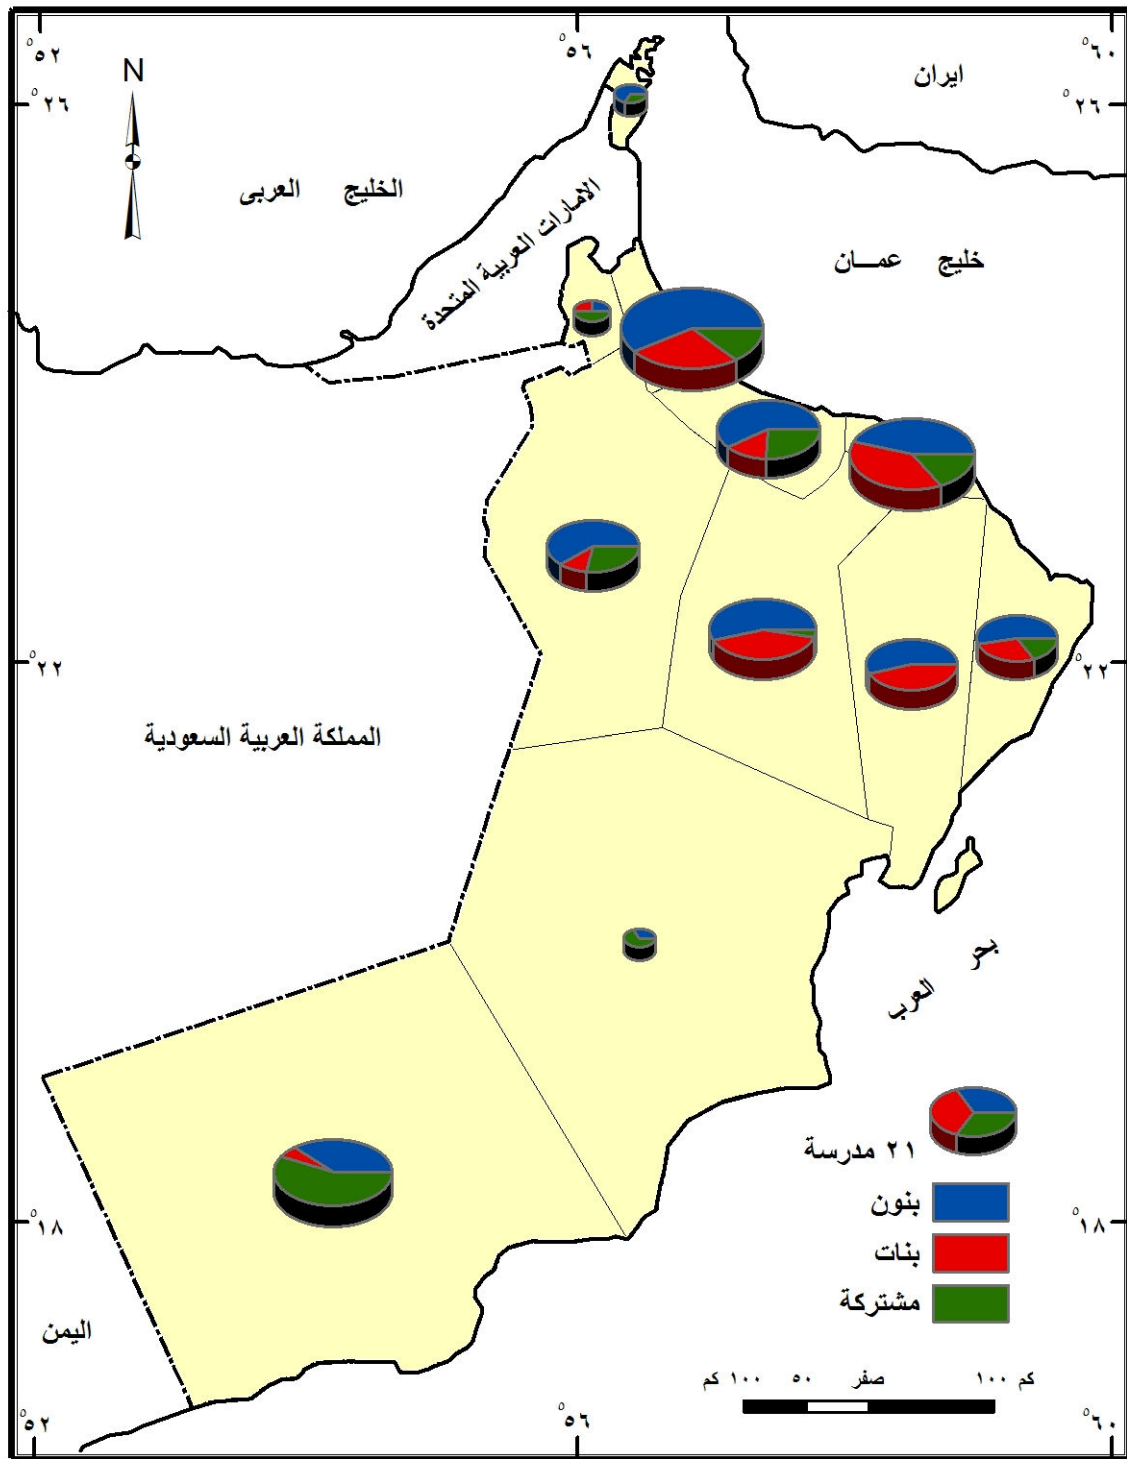 °٥٢
°٥٦
°٦٠
N
°٢٦
ايران
°٢٦
الخليج العربى
الامارات العربية المتحدة
خليج عمـــان
°٢٢
°٢٢
المملكة العربية السعودية
بحر العرب
٢١ مدرسة
بنون
°١٨
°١٨
بنات
مشتركة
اليمن
١٠٠ كم ٥٠ صفر ١٠٠ كم
°٥٢
°٥٦
°٦٠